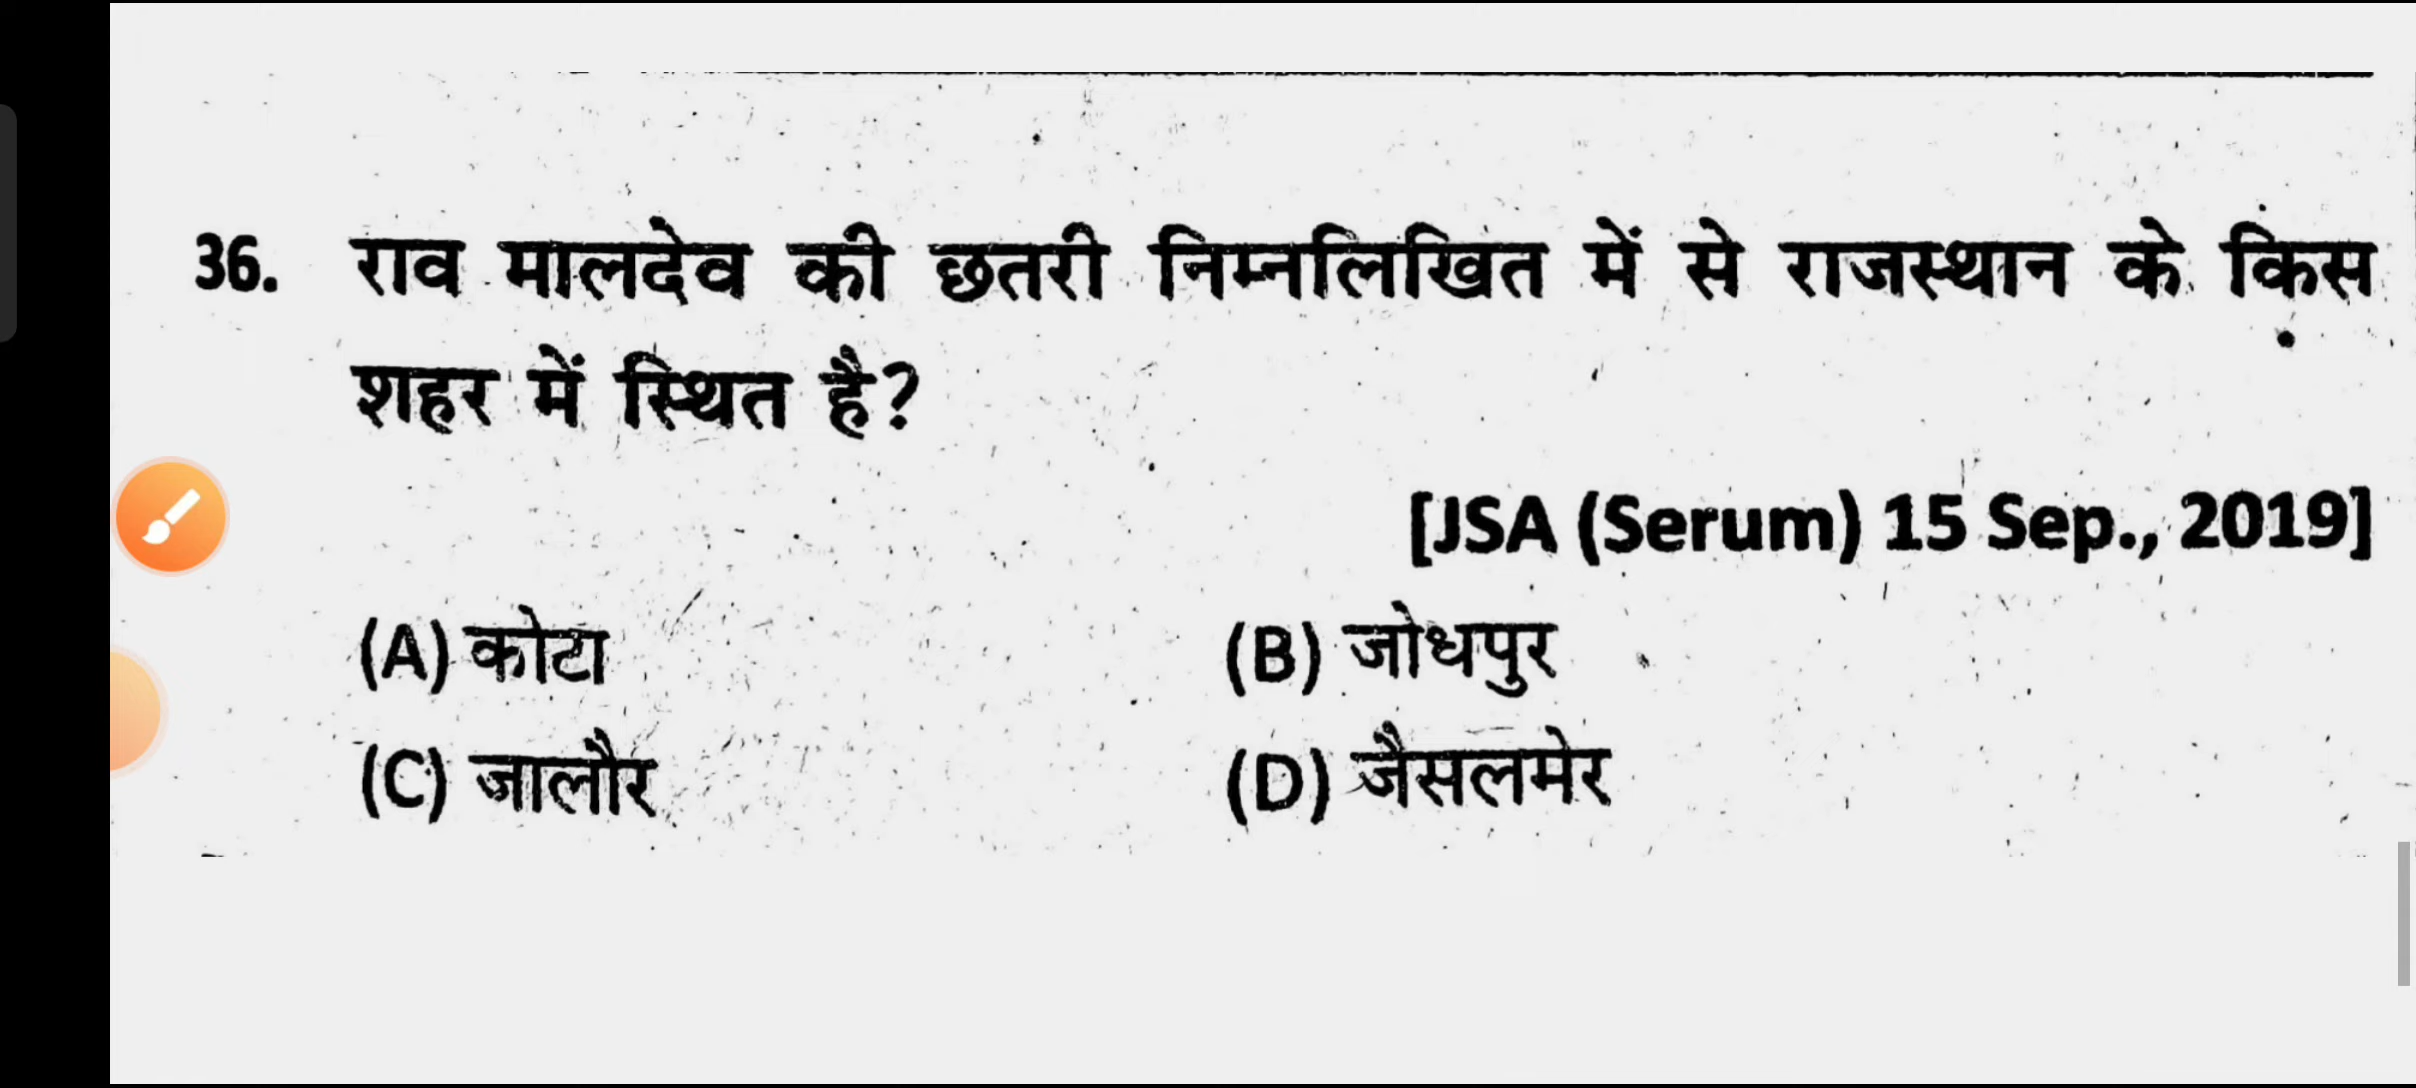 36. राव मालदेव की छतरी निम्नलिखित में से राजस्थान के किस
शहर में स्थित है?
[JSA (Serum) 15 Sep., 2019]
(A) कोटा (B) जोधपुर
(C) जालौर (D) जैसलमेर